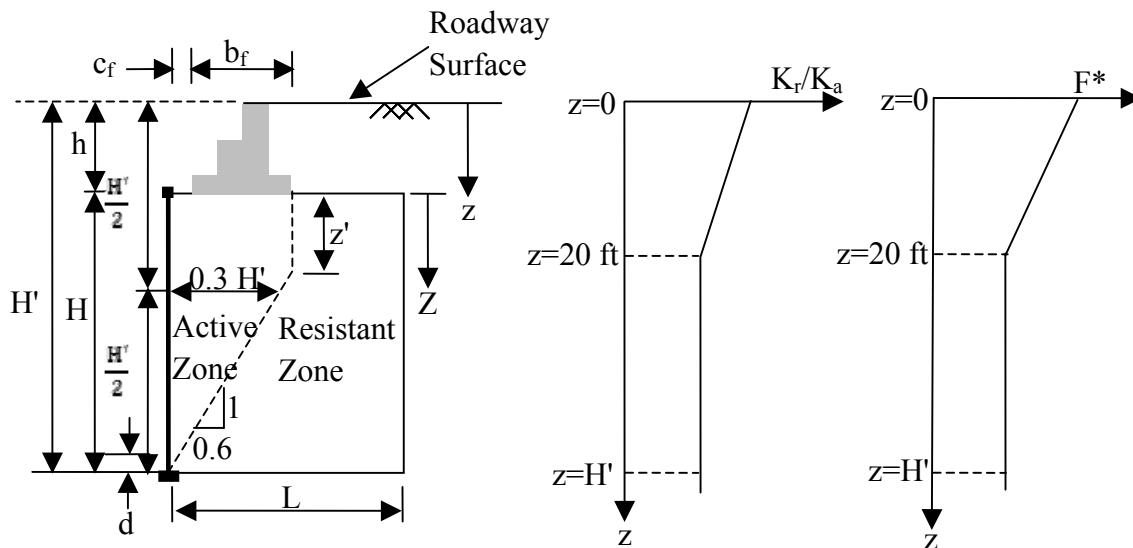 Roadway
Surface
c_f
b_f
h
H'/2
z
z'
Z
0.3 H'
H'
H
Active
Zone
Resistant
Zone
H'/2
1
0.6
d
L
K_r/K_a
z=0
z=20 ft
z=H'
z
F*
z=0
z=20 ft
z=H'
z